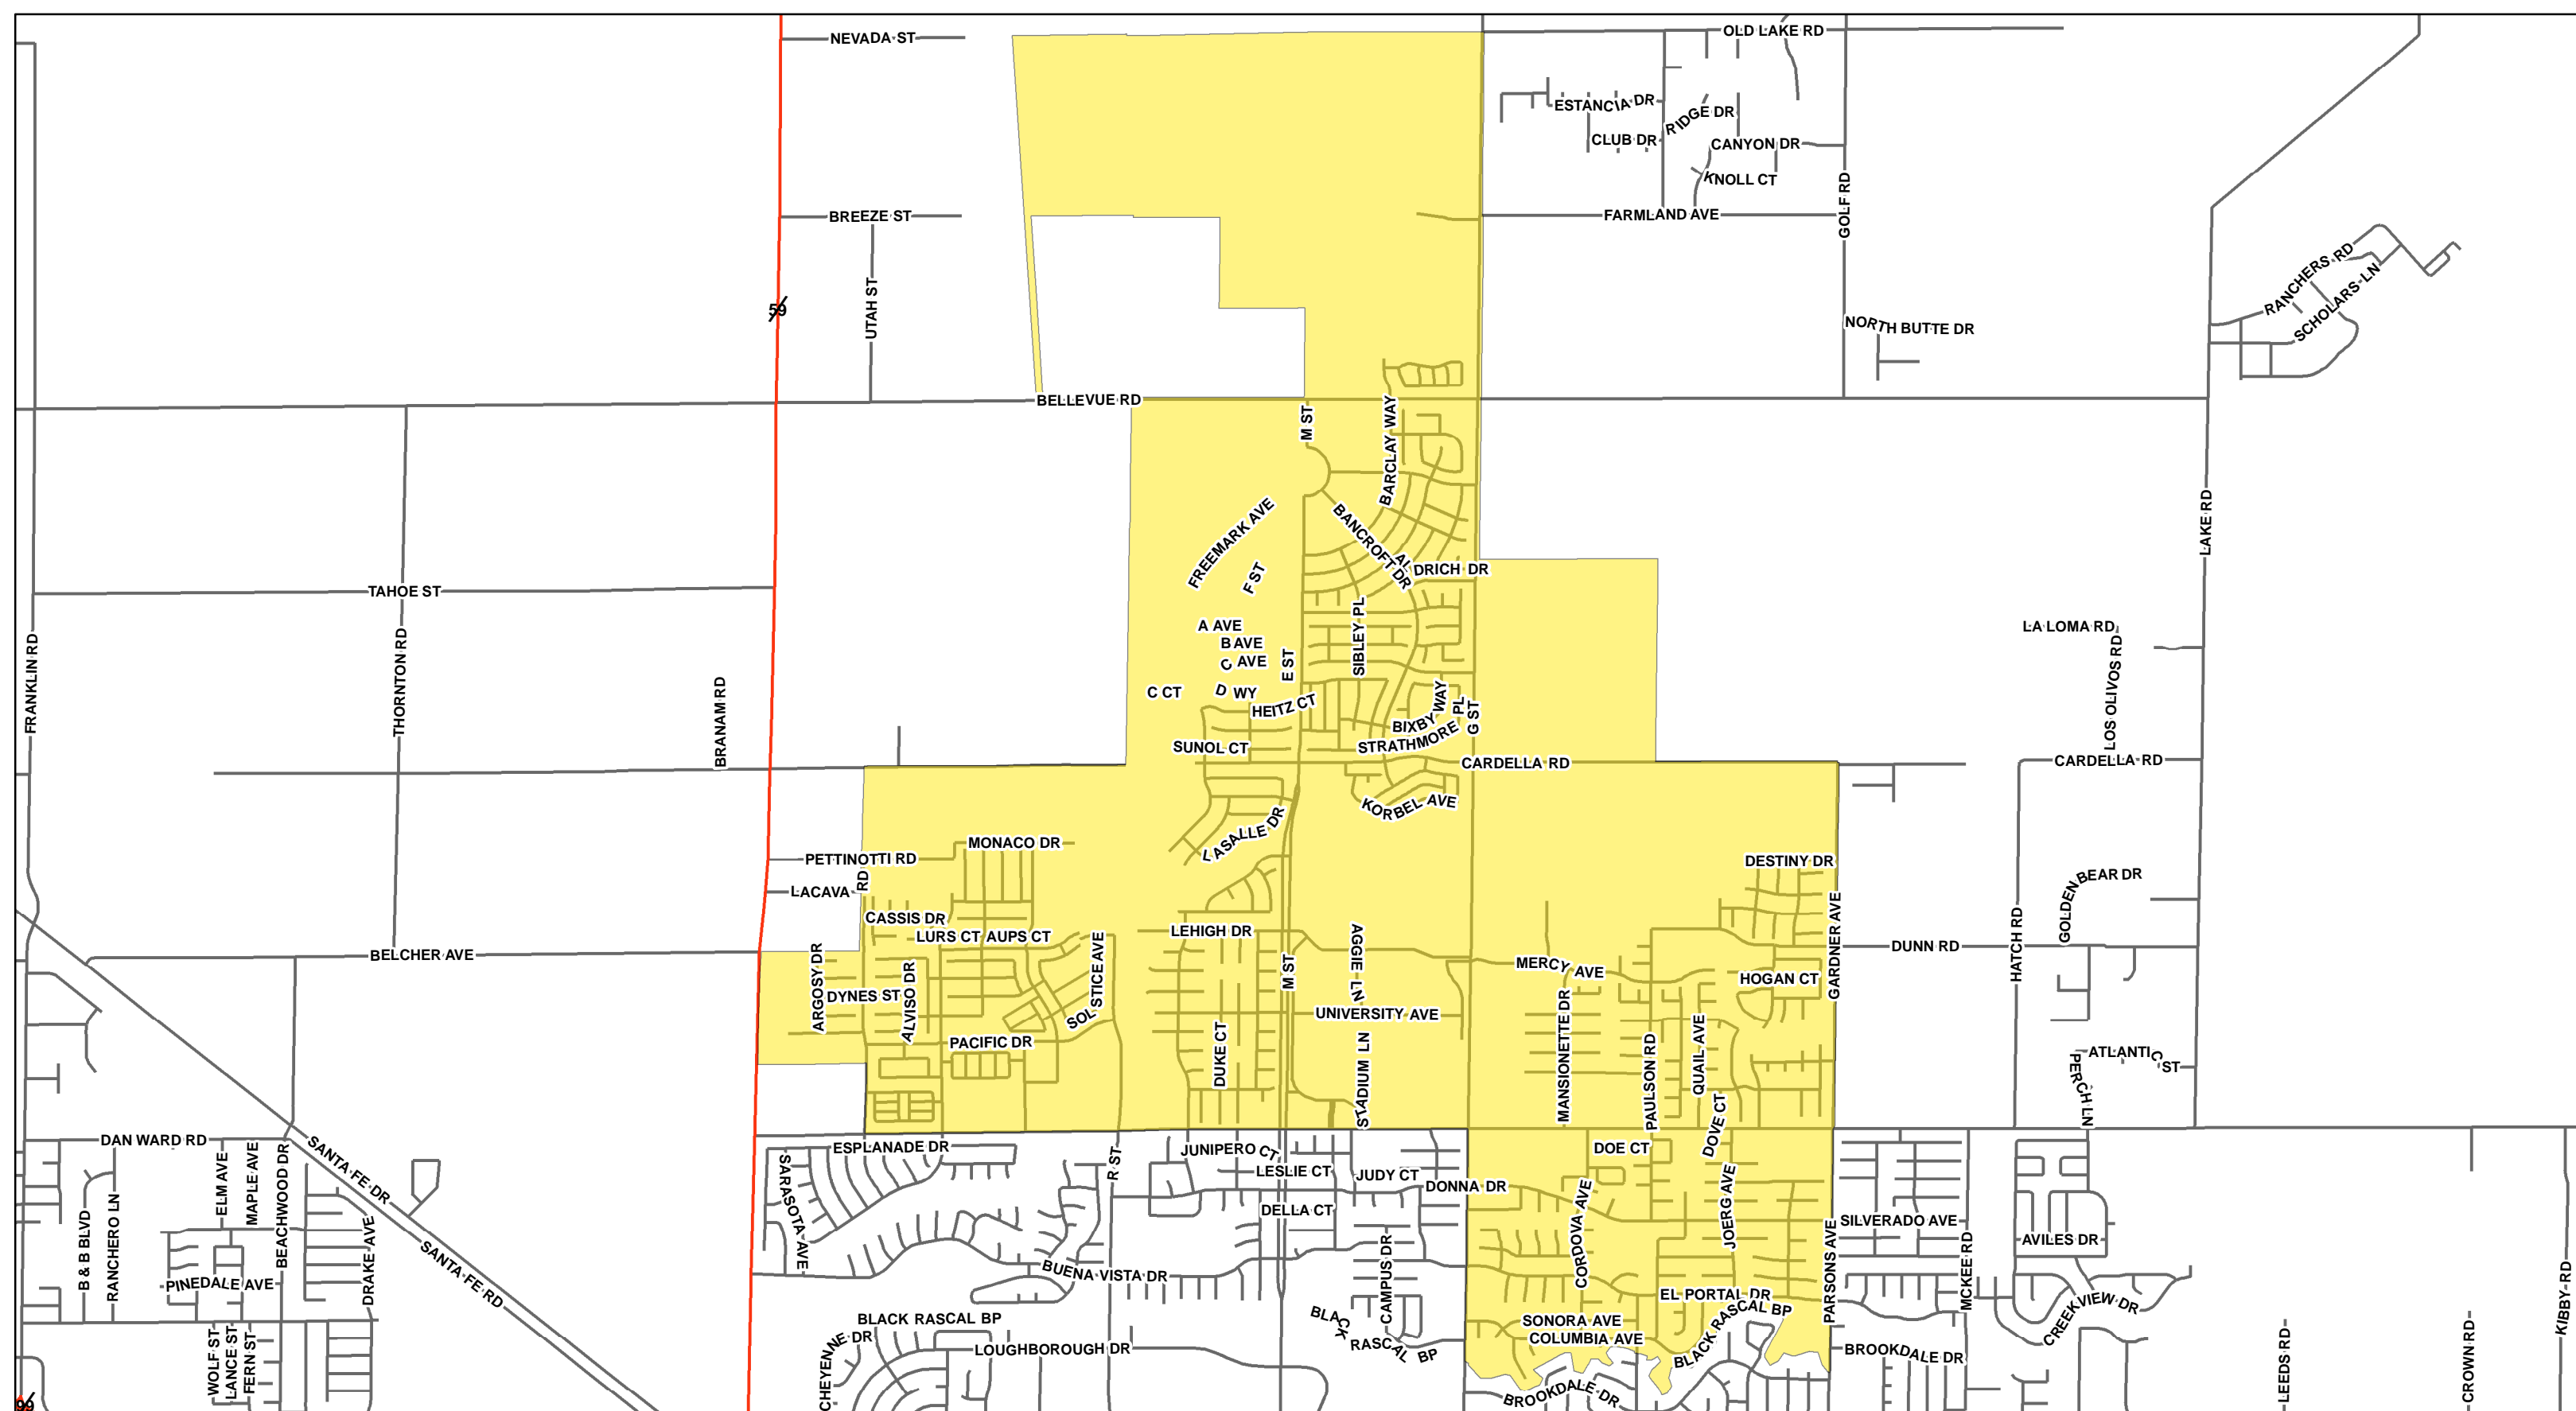 NEVADA ST
OLD LAKE RD
ESTANCIA DR
RIDGE DR
CLUB DR
CANYON DR
KNOLL CT
BREEZE ST
FARMLAND AVE
GOLF RD
UTAH ST
59
NORTH BUTTE DR
RANCHERS RD
SCHOLARS LN
BELLEVUE RD
M ST
BARCLAY WAY
FREEMARK AVE
BANCROFT DR
F ST
ALDRICH DR
LAKE RD
TAHOE ST
A AVE
B AVE
C AVE
E ST
SIBLEY PL
LA LOMA RD
LOS OLIVOS RD
FRANKLIN RD
THORNTON RD
BRANAM RD
C CT
D WY
HEITZ CT
BIXBY WAY
STRATHMORE PL
G ST
SUNOL CT
CARDELLA RD
CARDELLA RD
KORBEL AVE
LASALLE DR
MONACO DR
PETTINOTTI RD
LACAVA RD
DESTINY DR
GOLDEN BEAR DR
CASSIS DR
LURS CT
AUPS CT
LEHIGH DR
AGGIE LN
GARDNER AVE
HATCH RD
DUNN RD
BELCHER AVE
ARGOSY DR
DYNES ST
ALVISO DR
SOLSTICE AVE
M ST
MERCY AVE
HOGAN CT
UNIVERSITY AVE
PACIFIC DR
DUKE CT
STADIUM LN
MANSIONETTE DR
PAULSON RD
QUAIL AVE
DOVE CT
ATLANTIC ST
PERCH LN
DAN WARD RD
SANTA FE DR
ESPLANADE DR
JUNIPERO CT
DOE CT
ELM AVE
MAPLE AVE
BEACHWOOD DR
SARASOTA AVE
R ST
LESLIE CT
JUDY CT
DONNA DR
DELLA CT
CORDOVA AVE
JOERG AVE
SILVERADO AVE
AVILES DR
B & B BLVD
RANCHERO LN
PINEDALE AVE
DRAKE AVE
SANTA FE RD
BUENA VISTA DR
CAMPUS DR
PARSONS AVE
MCKEE RD
KIBBY RD
EL PORTAL DR
BLACK RASCAL BP
CREEK VIEW DR
BLACK RASCAL BP
BLACK RASCAL BP
SONORA AVE
COLUMBIA AVE
CHEYENNE DR
LOUGHBOROUGH DR
BROOKDALE DR
WOLF ST
LANCE ST
FERN ST
BROOKDALE DR
LEEDS RD
CROWN RD
99